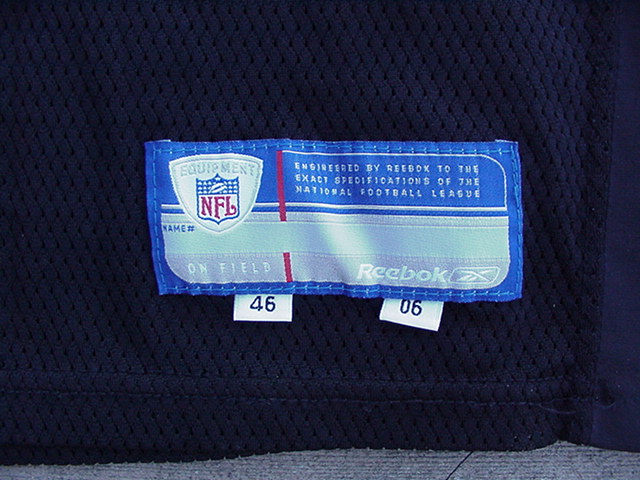 EQUIPMENT
NFL
ENGINEERED BY REEBOK TO THE
EXACT SPECIFICATIONS OF THE
NATIONAL FOOTBALL LEAGUE
NAME#
ON FIELD
Reebok
46
06